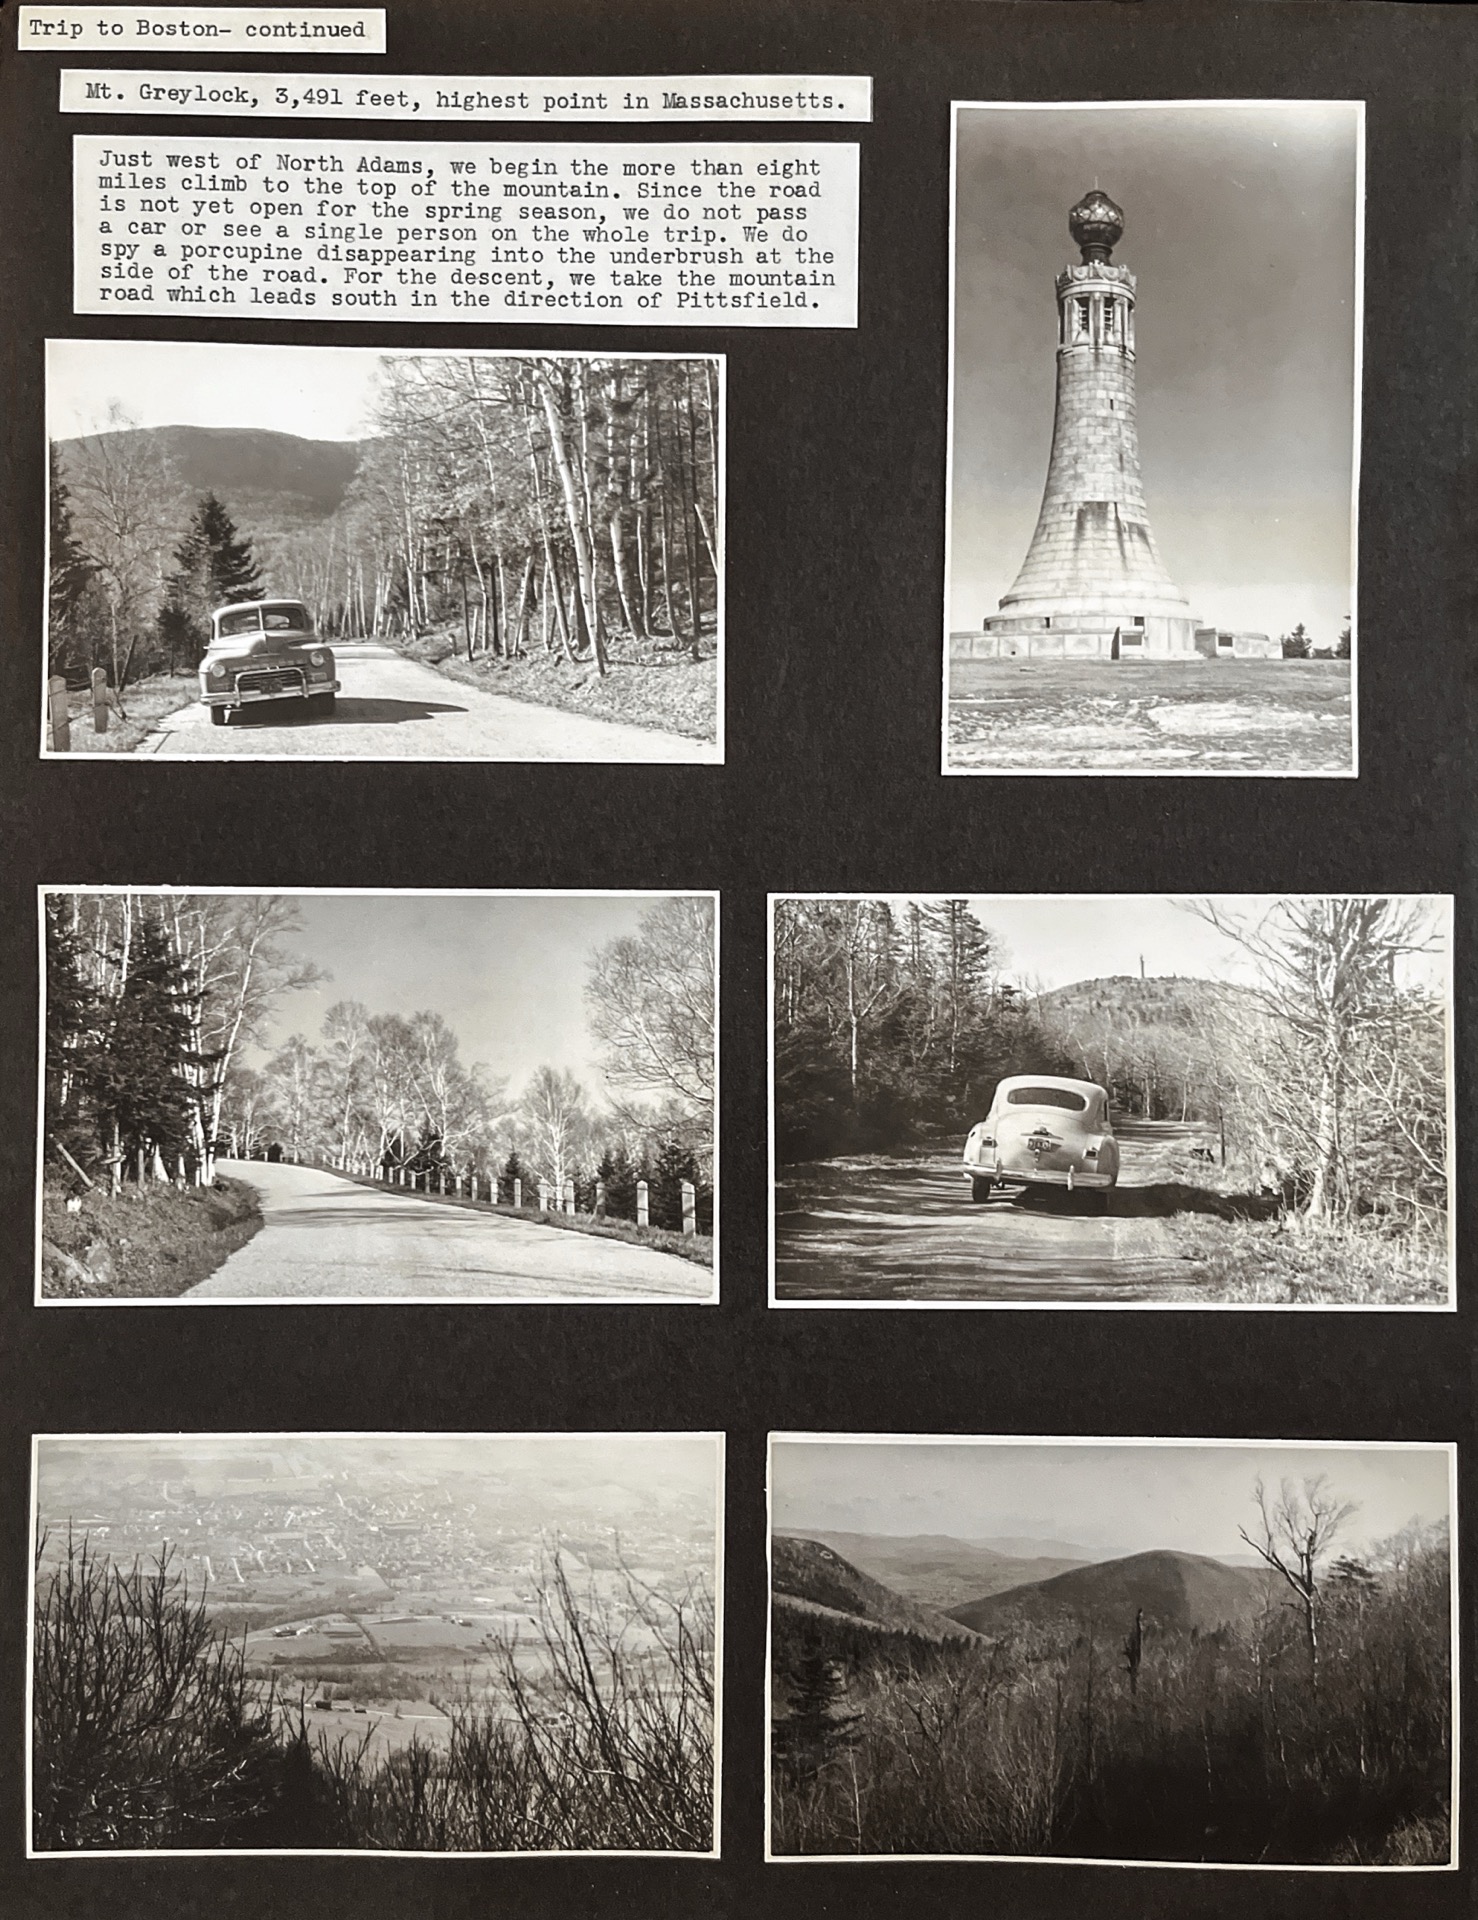 Trip to Boston- continued
Mt. Greylock, 3,491 feet, highest point in Massachusetts.
Just west of North Adams, we begin the more than eight
miles climb to the top of the mountain. Since the road
is not yet open for the spring season, we do not pass
a car or see a single person on the whole trip. We do
spy a porcupine disappearing into the underbrush at the
side of the road. For the descent, we take the mountain
road which leads south in the direction of Pittsfield.